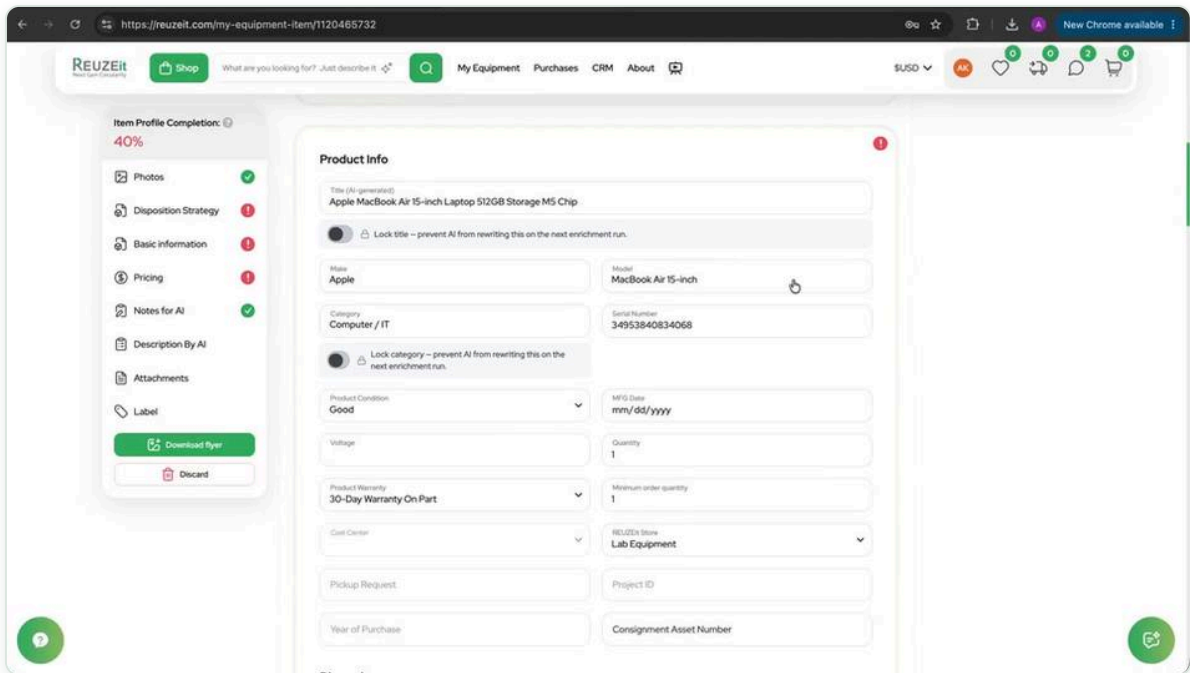 https://reuzeit.com/my-equipment-item/1120465732
New Chrome available
REUZEit
Next Gen Circularity
Shop
What are you looking for? Just describe it
My Equipment
Purchases
CRM
About
$USD
AK
0
0
2
0
Item Profile Completion:
40%
Photos
Disposition Strategy
Basic information
Pricing
Notes for AI
Description By AI
Attachments
Label
Download flyer
Discard
Product Info
Title (AI-generated)
Apple MacBook Air 15-inch Laptop 512GB Storage M5 Chip
Lock title – prevent AI from rewriting this on the next enrichment run.
Make
Apple
Model
MacBook Air 15-inch
Category
Computer / IT
Serial Number
34953840834068
Lock category – prevent AI from rewriting this on the
next enrichment run.
Product Condition
Good
MFG Date
mm/dd/yyyy
Voltage
Quantity
1
Product Warranty
30-Day Warranty On Part
Minimum order quantity
1
Cost Center
REUZEit Store
Lab Equipment
Pickup Request
Project ID
Year of Purchase
Consignment Asset Number